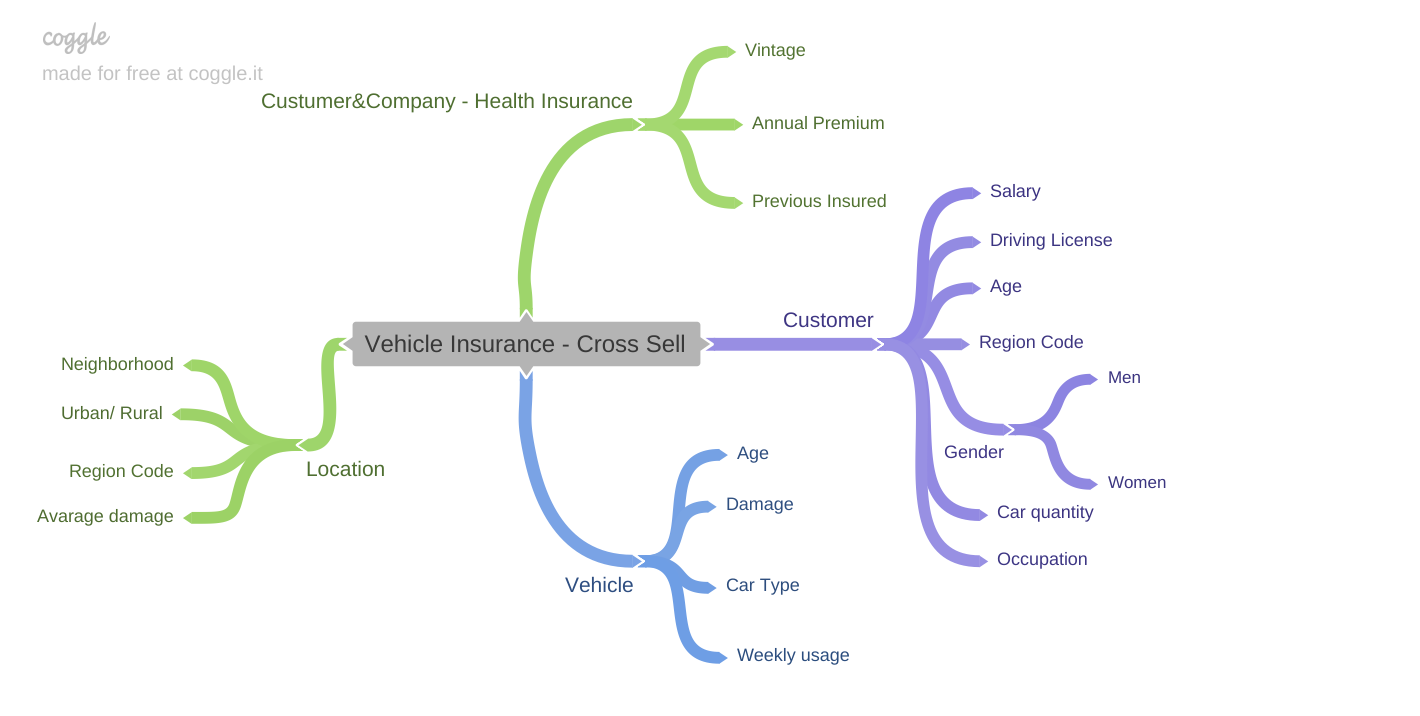 coggle
made for free at coggle.it
Custumer&Company - Health Insurance
Vintage
Annual Premium
Previous Insured
Vehicle Insurance - Cross Sell
Customer
Salary
Driving License
Age
Region Code
Gender
Men
Women
Car quantity
Occupation
Location
Neighborhood
Urban/ Rural
Region Code
Avarage damage
Vehicle
Age
Damage
Car Type
Weekly usage